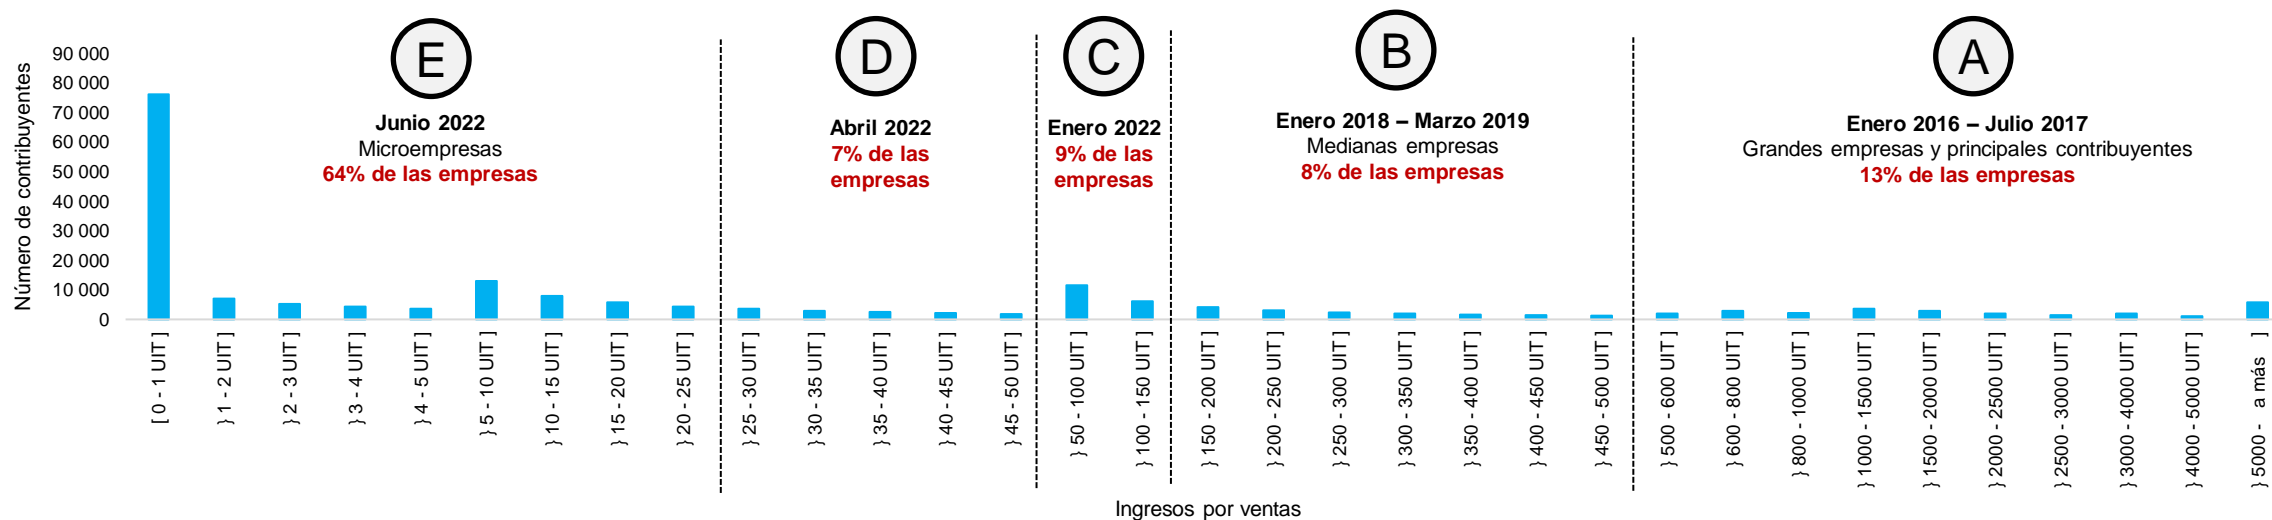 E
D
C
B
A
Junio 2022
Microempresas
64% de las empresas
Abril 2022
7% de las
empresas
Enero 2022
9% de las
empresas
Enero 2018 – Marzo 2019
Medianas empresas
8% de las empresas
Enero 2016 – Julio 2017
Grandes empresas y principales contribuyentes
13% de las empresas
Número de contribuyentes
90 000
80 000
70 000
60 000
50 000
40 000
30 000
20 000
10 000
0
[ 0 - 1 UIT ]
} 1 - 2 UIT ]
} 2 - 3 UIT ]
} 3 - 4 UIT ]
} 4 - 5 UIT ]
} 5 - 10 UIT ]
} 10 - 15 UIT ]
} 15 - 20 UIT ]
} 20 - 25 UIT ]
} 25 - 30 UIT ]
} 30 - 35 UIT ]
} 35 - 40 UIT ]
} 40 - 45 UIT ]
} 45 - 50 UIT ]
} 50 - 100 UIT ]
} 100 - 150 UIT ]
} 150 - 200 UIT ]
} 200 - 250 UIT ]
} 250 - 300 UIT ]
} 300 - 350 UIT ]
} 350 - 400 UIT ]
} 400 - 450 UIT ]
} 450 - 500 UIT ]
} 500 - 600 UIT ]
} 600 - 800 UIT ]
} 800 - 1000 UIT ]
} 1000 - 1500 UIT ]
} 1500 - 2000 UIT ]
} 2000 - 2500 UIT ]
} 2500 - 3000 UIT ]
} 3000 - 4000 UIT ]
} 4000 - 5000 UIT ]
} 5000 - a más ]
Ingresos por ventas